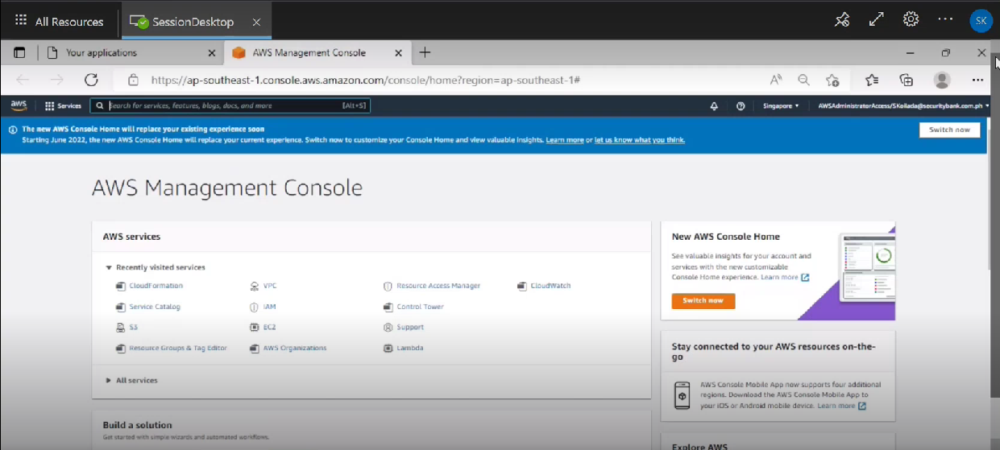 All Resources
SessionDesktop
SK
Your applications
AWS Management Console
https://ap-southeast-1.console.aws.amazon.com/console/home?region=ap-southeast-1#
aws
Services
Search for services, features, blogs, docs, and more
[Alt+S]
Singapore
AWSAdministratorAccess/SKoilada@securitybank.com.ph
The new AWS Console Home will replace your existing experience soon
Starting June 2022, the new AWS Console Home will replace your current experience. Switch now to customize your Console Home and view valuable insights. Learn more or let us know what you think.
Switch now
AWS Management Console
AWS services
Recently visited services
CloudFormation
VPC
Resource Access Manager
CloudWatch
Service Catalog
IAM
Control Tower
S3
EC2
Support
Resource Groups & Tag Editor
AWS Organizations
Lambda
All services
Build a solution
Get started with simple wizards and automated workflows.
New AWS Console Home
See valuable insights for your account and
services with the new customizable
Console Home experience. Learn more
Switch now
Stay connected to your AWS resources on-the-
go
AWS Console Mobile App now supports four additional
regions. Download the AWS Console Mobile App to
your iOS or Android mobile device. Learn more
Explore AWS